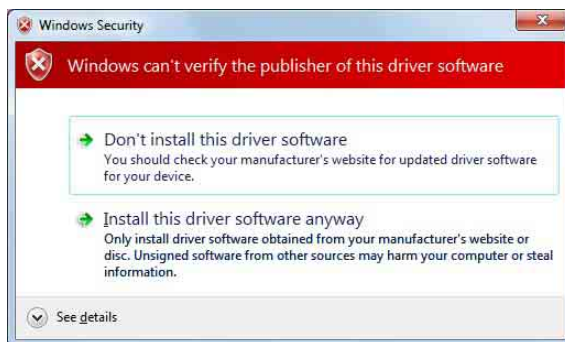 Windows Security
Windows can't verify the publisher of this driver software
Don't install this driver software
You should check your manufacturer's website for updated driver software
for your device.
Install this driver software anyway
Only install driver software obtained from your manufacturer's website or
disc. Unsigned software from other sources may harm your computer or steal
information.
See details